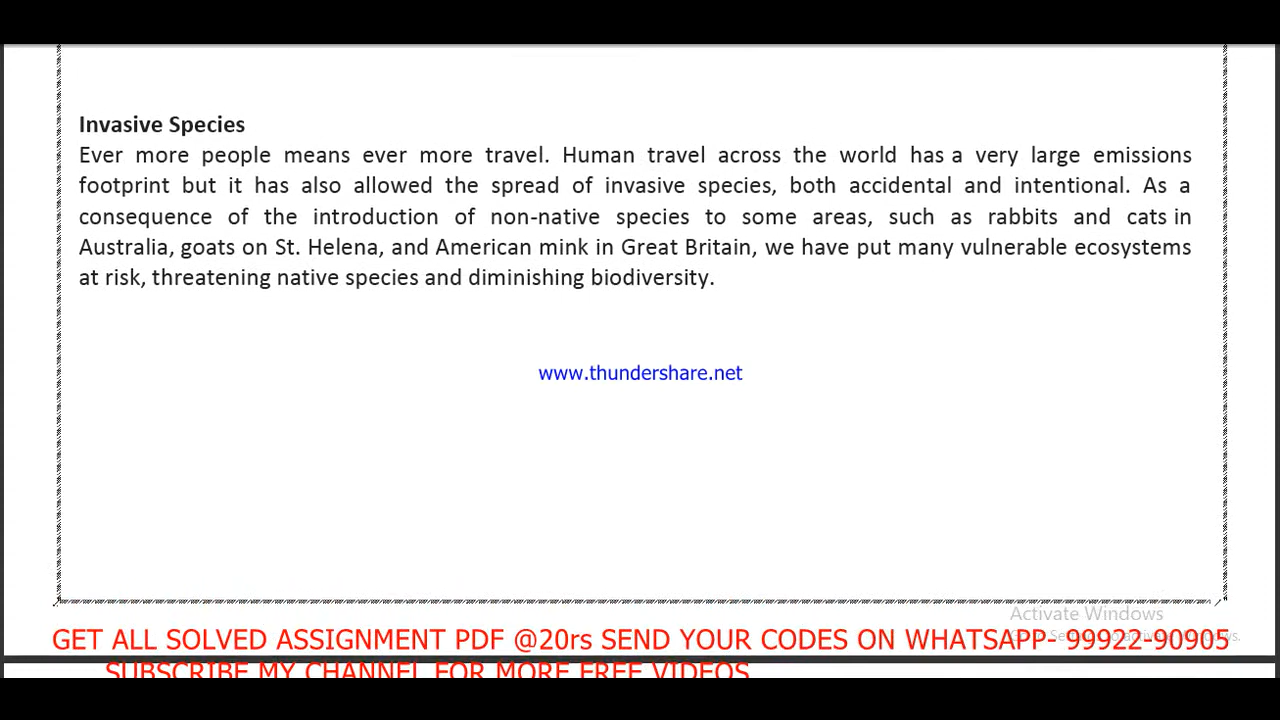 Invasive Species
Ever more people means ever more travel. Human travel across the world has a very large emissions
footprint but it has also allowed the spread of invasive species, both accidental and intentional. As a
consequence of the introduction of non-native species to some areas, such as rabbits and cats in
Australia, goats on St. Helena, and American mink in Great Britain, we have put many vulnerable ecosystems
at risk, threatening native species and diminishing biodiversity.
www.thundershare.net
Activate Windows
GET ALL SOLVED ASSIGNMENT PDF @20rs SEND YOUR CODES ON WHATSAPP- 99922-90905
SUBSCRIBE MY CHANNEL FOR MORE FREE VIDEOS